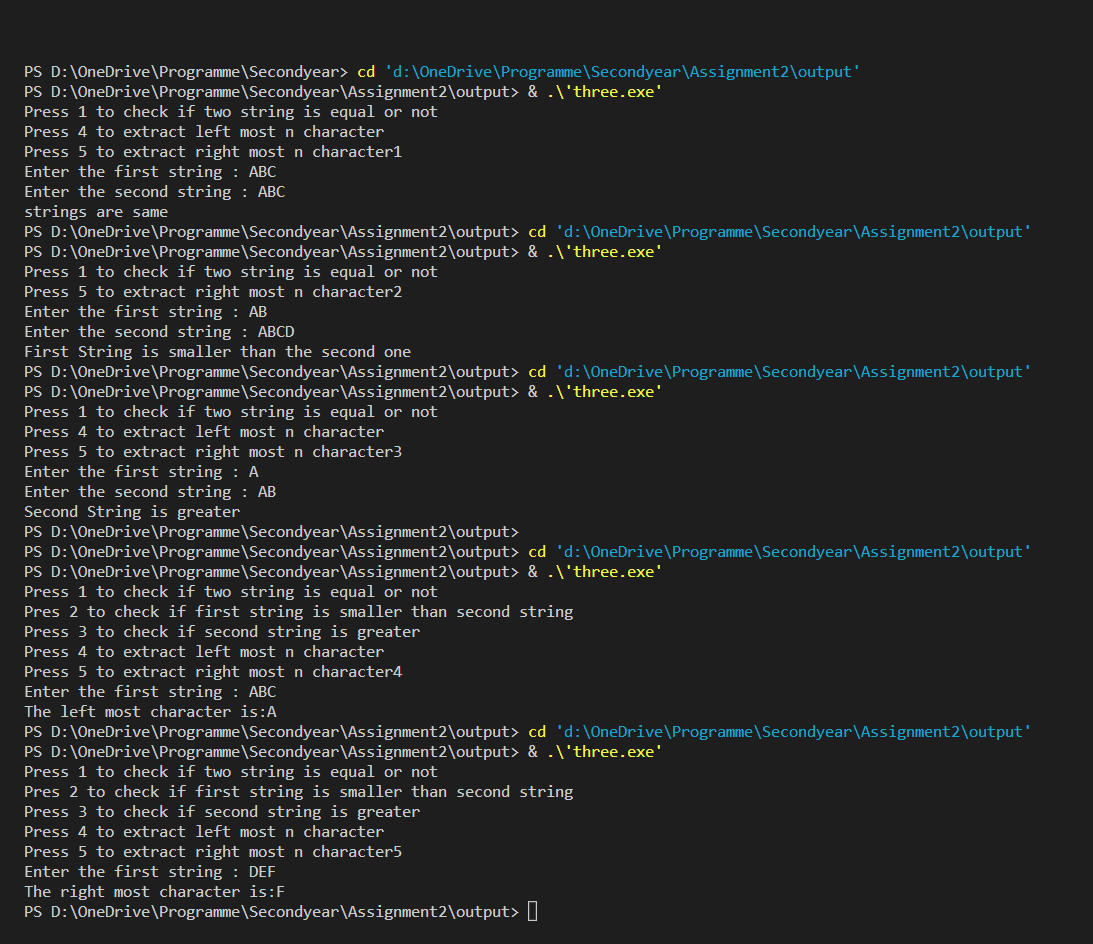 PS D:\OneDrive\Programme\Secondyear> cd 'd:\OneDrive\Programme\Secondyear\Assignment2\output'
PS D:\OneDrive\Programme\Secondyear\Assignment2\output> & .\'three.exe'
Press 1 to check if two string is equal or not
Press 4 to extract left most n character
Press 5 to extract right most n character1
Enter the first string : ABC
Enter the second string : ABC
strings are same
PS D:\OneDrive\Programme\Secondyear\Assignment2\output> cd 'd:\OneDrive\Programme\Secondyear\Assignment2\output'
PS D:\OneDrive\Programme\Secondyear\Assignment2\output> & .\'three.exe'
Press 1 to check if two string is equal or not
Press 5 to extract right most n character2
Enter the first string : AB
Enter the second string : ABCD
First String is smaller than the second one
PS D:\OneDrive\Programme\Secondyear\Assignment2\output> cd 'd:\OneDrive\Programme\Secondyear\Assignment2\output'
PS D:\OneDrive\Programme\Secondyear\Assignment2\output> & .\'three.exe'
Press 1 to check if two string is equal or not
Press 4 to extract left most n character
Press 5 to extract right most n character3
Enter the first string : A
Enter the second string : AB
Second String is greater
PS D:\OneDrive\Programme\Secondyear\Assignment2\output>
PS D:\OneDrive\Programme\Secondyear\Assignment2\output> cd 'd:\OneDrive\Programme\Secondyear\Assignment2\output'
PS D:\OneDrive\Programme\Secondyear\Assignment2\output> & .\'three.exe'
Press 1 to check if two string is equal or not
Pres 2 to check if first string is smaller than second string
Press 3 to check if second string is greater
Press 4 to extract left most n character
Press 5 to extract right most n character4
Enter the first string : ABC
The left most character is:A
PS D:\OneDrive\Programme\Secondyear\Assignment2\output> cd 'd:\OneDrive\Programme\Secondyear\Assignment2\output'
PS D:\OneDrive\Programme\Secondyear\Assignment2\output> & .\'three.exe'
Press 1 to check if two string is equal or not
Pres 2 to check if first string is smaller than second string
Press 3 to check if second string is greater
Press 4 to extract left most n character
Press 5 to extract right most n character5
Enter the first string : DEF
The right most character is:F
PS D:\OneDrive\Programme\Secondyear\Assignment2\output>